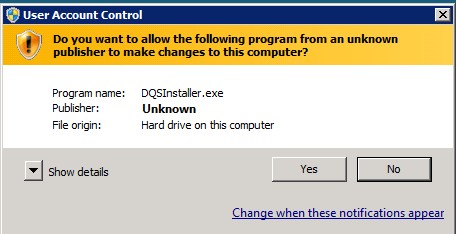 User Account Control
Do you want to allow the following program from an unknown
publisher to make changes to this computer?
Program name: DQSInstaller.exe
Publisher: Unknown
File origin: Hard drive on this computer
Show details
Yes
No
Change when these notifications appear